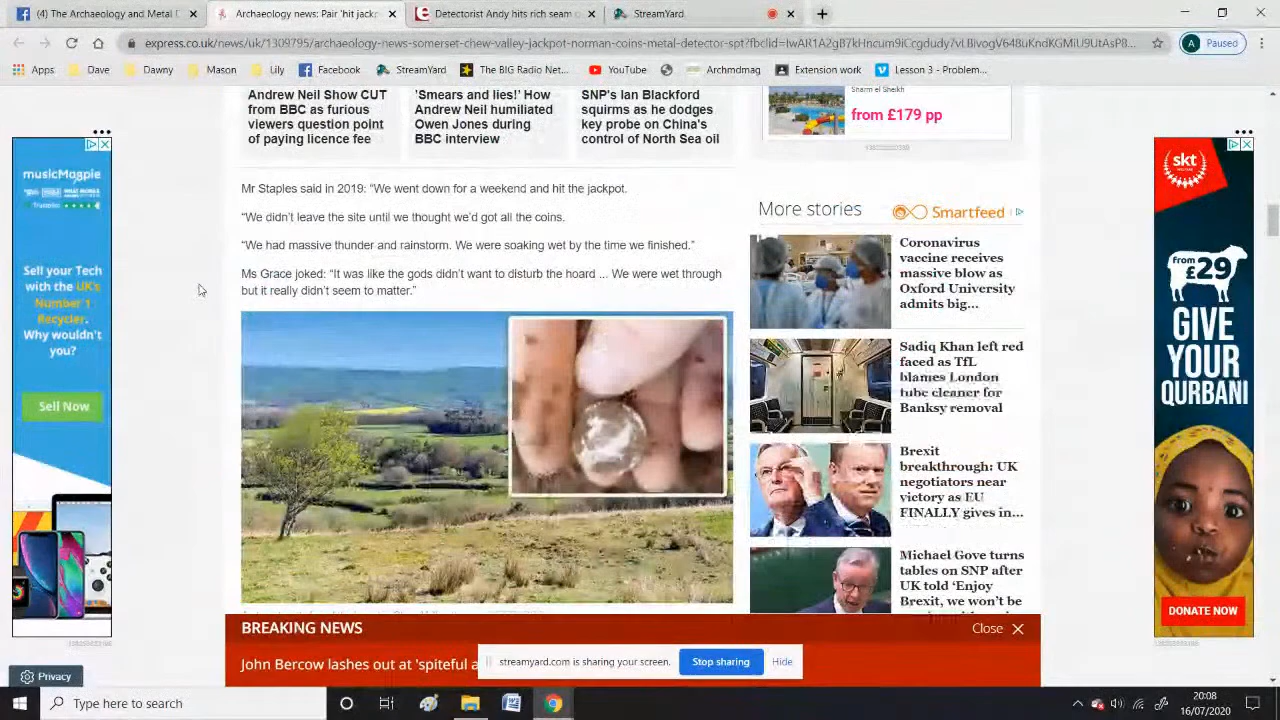 (4) The Archeology and Metal D
Archaeology News: 'hit jack
Detectorist Andy hits rich seam o
StreamYard
express.co.uk/news/uk/1309795/archaeology-news-somerset-chew-valley-jackpot-norman-coins-metal-detector-spt?fbclid=
Paused
Apps
Dave
Dawny
Mason
Lily
Facebook
StreamYard
The BIG Radio Net...
YouTube
Archmdmag
Extension work
Lesson 3 - Problem...
Andrew Neil Show CUT
from BBC as furious
viewers question point
of paying licence fee
'Smears and lies!' How
Andrew Neil humiliated
Owen Jones during
BBC interview
SNP's Ian Blackford
squirms as he dodges
key probe on China's
control of North Sea oil
Sharm el Sheikh
from £179 pp
Mr Staples said in 2019: “We went down for a weekend and hit the jackpot.
“We didn’t leave the site until we thought we’d got all the coins.
“We had massive thunder and rainstorm. We were soaking wet by the time we finished.”
Ms Grace joked: “It was like the gods didn’t want to disturb the hoard ... We were wet through
but it really didn’t seem to matter.”
More stories
Smartfeed
Coronavirus
vaccine receives
massive blow as
Oxford University
admits big...
Sadiq Khan left red
faced as TfL
blames London
tube cleaner for
Banksy removal
Brexit
breakthrough: UK
negotiators near
victory as EU
FINALLY gives in...
Michael Gove turns
tables on SNP after
UK told ‘Enjoy
Brexit, we won’t be
musicMagpie
Trustpilot
Sell your Tech
with the UK's
Number 1
Recycler.
Why wouldn't
you?
Sell Now
skt
WELFARE
from
£29
GIVE
YOUR
QURBANI
DONATE NOW
BREAKING NEWS
Close
John Bercow lashes out at 'spiteful a
streamyard.com is sharing your screen.
Stop sharing
Hide
Privacy
Type here to search
20:08
16/07/2020